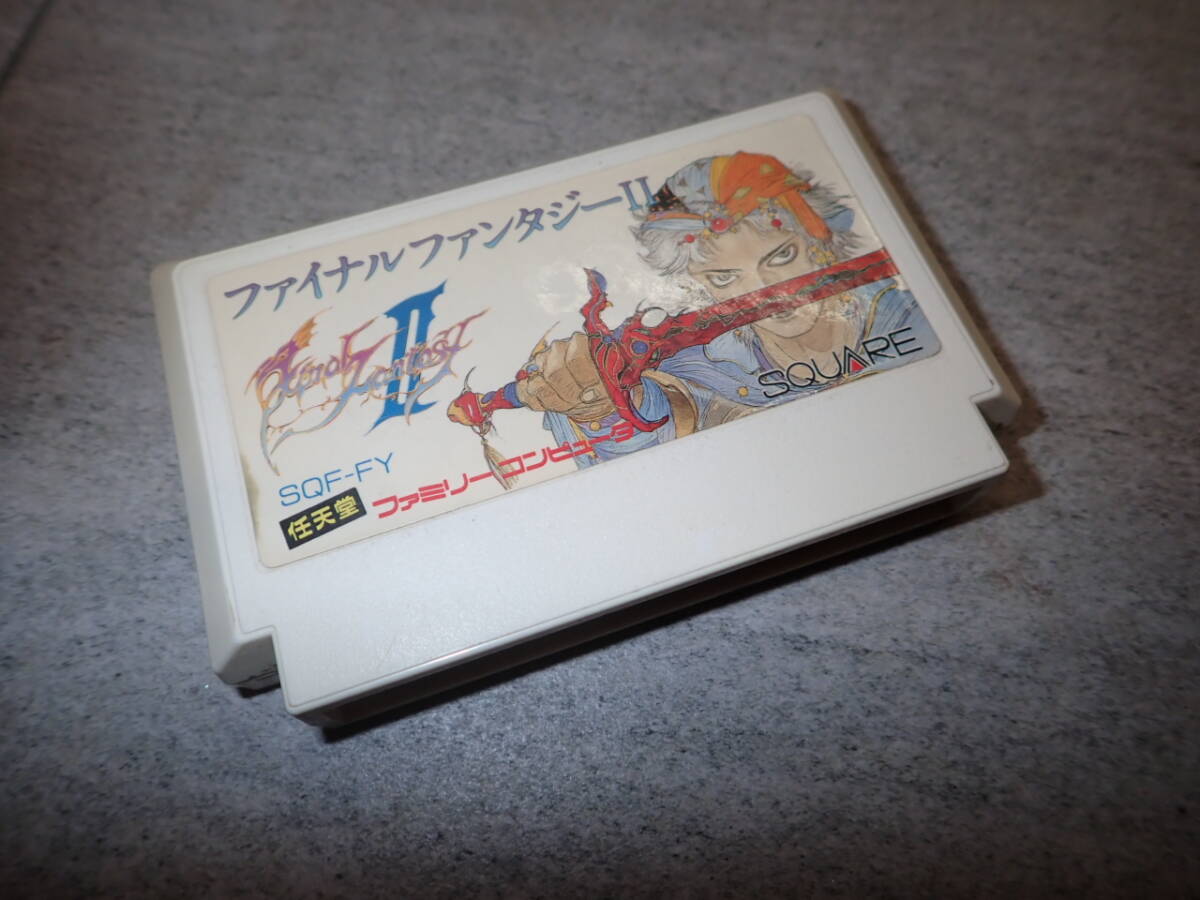 ファイナルファンタジーII
Final Fantasy II
SQUARE
SQF-FY
任天堂 ファミリーコンピュータ